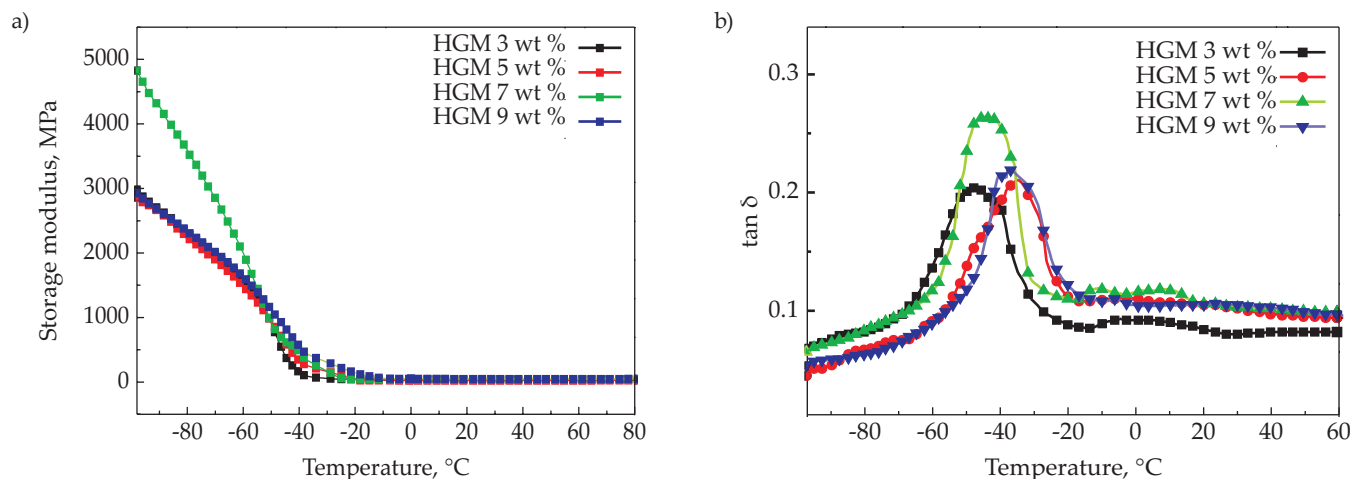 a)
HGM 3 wt %
HGM 5 wt %
HGM 7 wt %
HGM 9 wt %
5000
4000
3000
2000
1000
0
Storage modulus, MPa
-80 -60 -40 -20 0 20 40 60 80
Temperature, °C
b)
HGM 3 wt %
HGM 5 wt %
HGM 7 wt %
HGM 9 wt %
0.3
0.2
0.1
tan δ
-80 -60 -40 -20 0 20 40 60
Temperature, °C